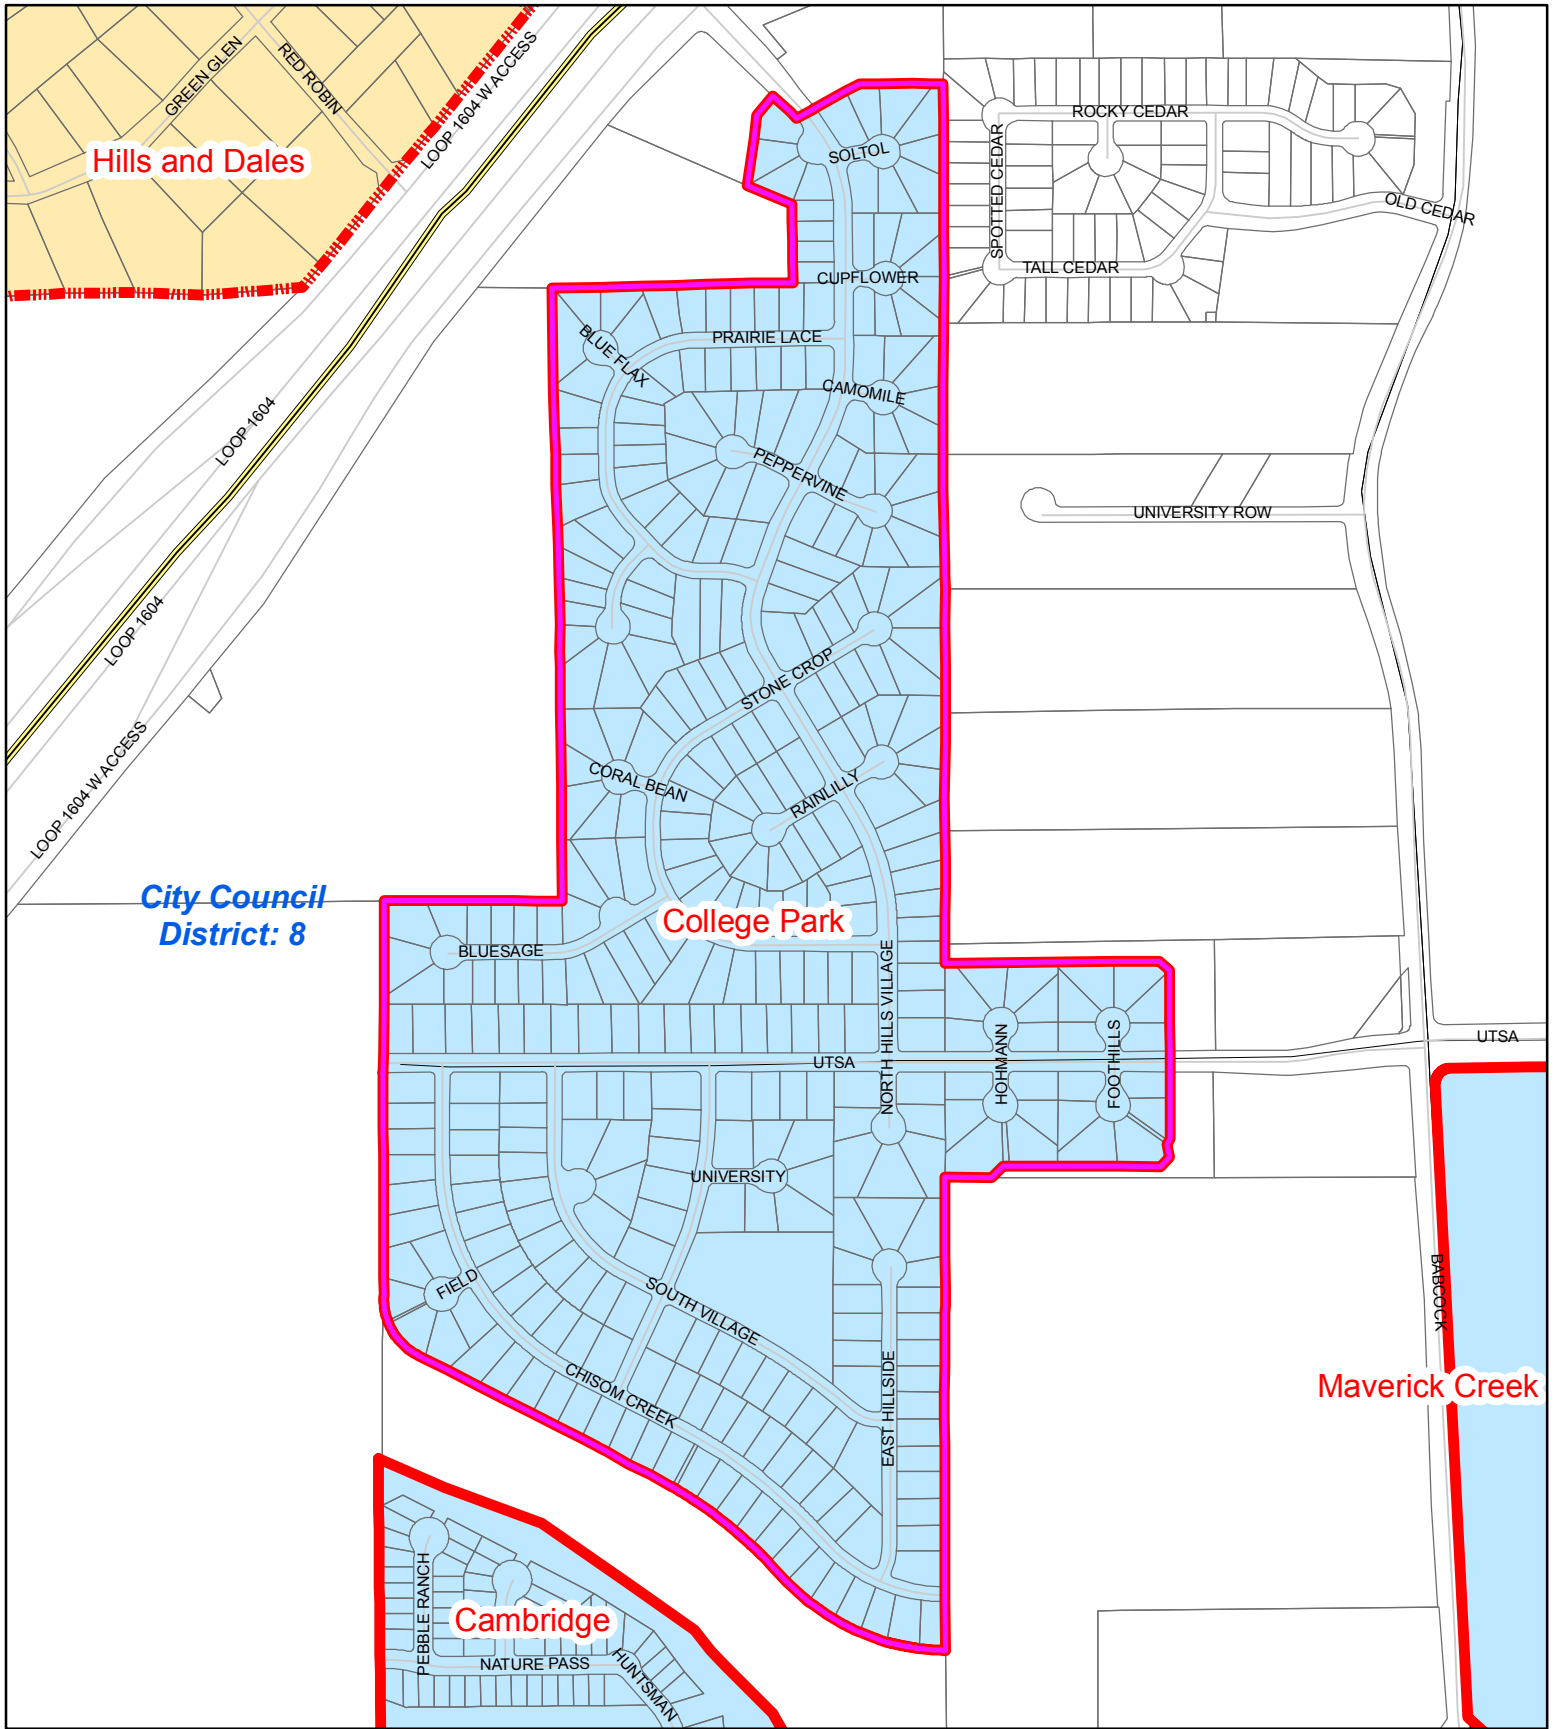 GREEN GLEN
RED ROBIN
LOOP 1604 W ACCESS
Hills and Dales
SOLTOL
ROCKY CEDAR
SPOTTED CEDAR
OLD CEDAR
TALL CEDAR
CUPFLOWER
PRAIRIE LACE
BLUE FLAX
CAMOMILE
LOOP 1604
PEPPERVINE
UNIVERSITY ROW
LOOP 1604
STONE CROP
LOOP 1604 W ACCESS
CORAL BEAN
RAINLILLY
City Council
District: 8
College Park
BLUESAGE
NORTH HILLS VILLAGE
HOHMANN
FOOTHILLS
UTSA
UTSA
UNIVERSITY
FIELD
SOUTH VILLAGE
BABCOCK
CHISOM CREEK
EAST HILLSIDE
Maverick Creek
PEBBLE RANCH
Cambridge
NATURE PASS
HUNTSMAN